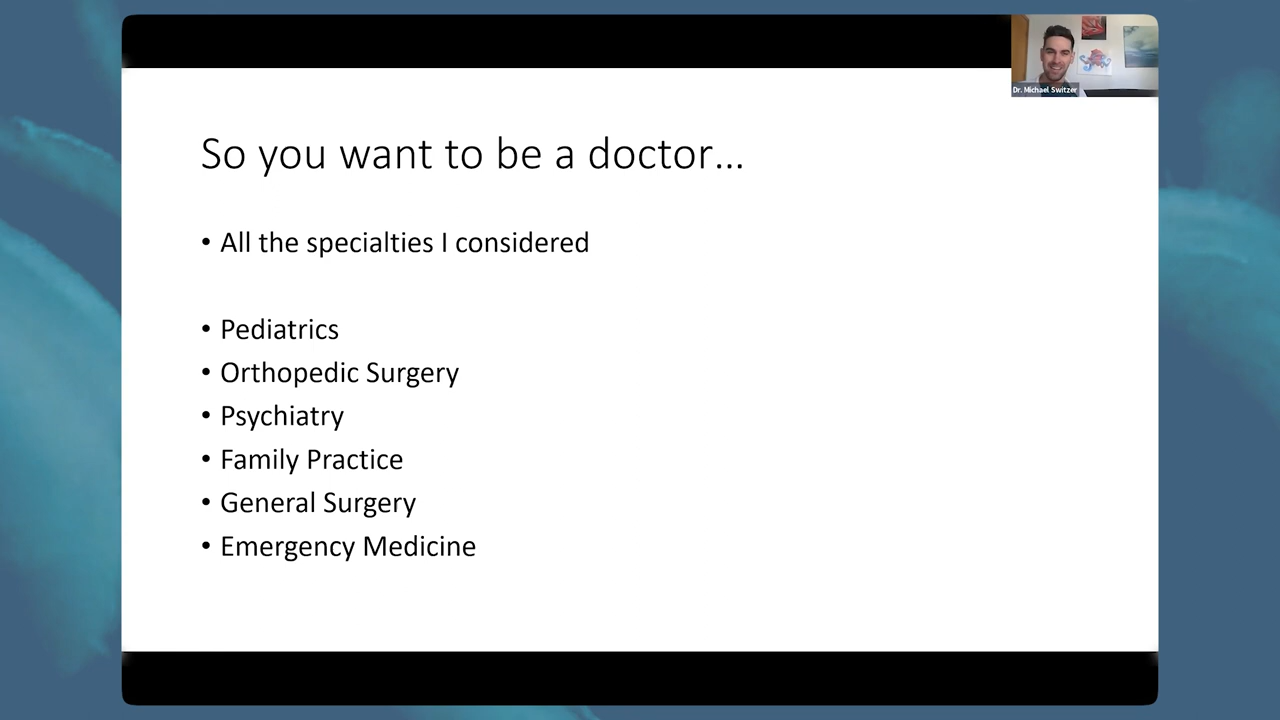 Dr. Michael Switzer
So you want to be a doctor…
• All the specialties I considered
• Pediatrics
• Orthopedic Surgery
• Psychiatry
• Family Practice
• General Surgery
• Emergency Medicine